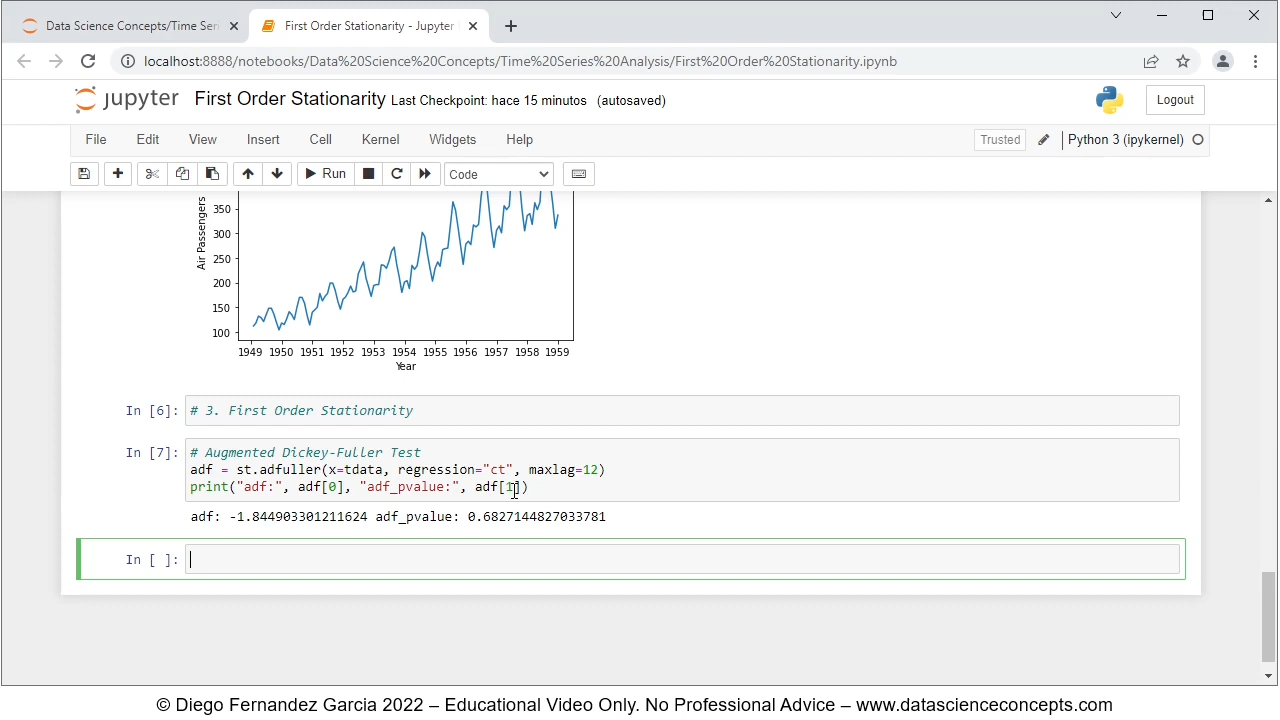 Data Science Concepts/Time Seri
First Order Stationarity - Jupyter
localhost:8888/notebooks/Data%20Science%20Concepts/Time%20Series%20Analysis/First%20Order%20Stationarity.ipynb
jupyter First Order Stationarity Last Checkpoint: hace 15 minutos (autosaved)
Logout
File Edit View Insert Cell Kernel Widgets Help
Trusted Python 3 (ipykernel)
Run Code
Air Passengers
350
300
250
200
150
100
1949 1950 1951 1952 1953 1954 1955 1956 1957 1958 1959
Year
In [6]: # 3. First Order Stationarity
In [7]: # Augmented Dickey-Fuller Test
adf = st.adfuller(x=tdata, regression="ct", maxlag=12)
print("adf:", adf[0], "adf_pvalue:", adf[1])
adf: -1.844903301211624 adf_pvalue: 0.6827144827033781
In [ ]:
© Diego Fernandez Garcia 2022 – Educational Video Only. No Professional Advice – www.datascienceconcepts.com